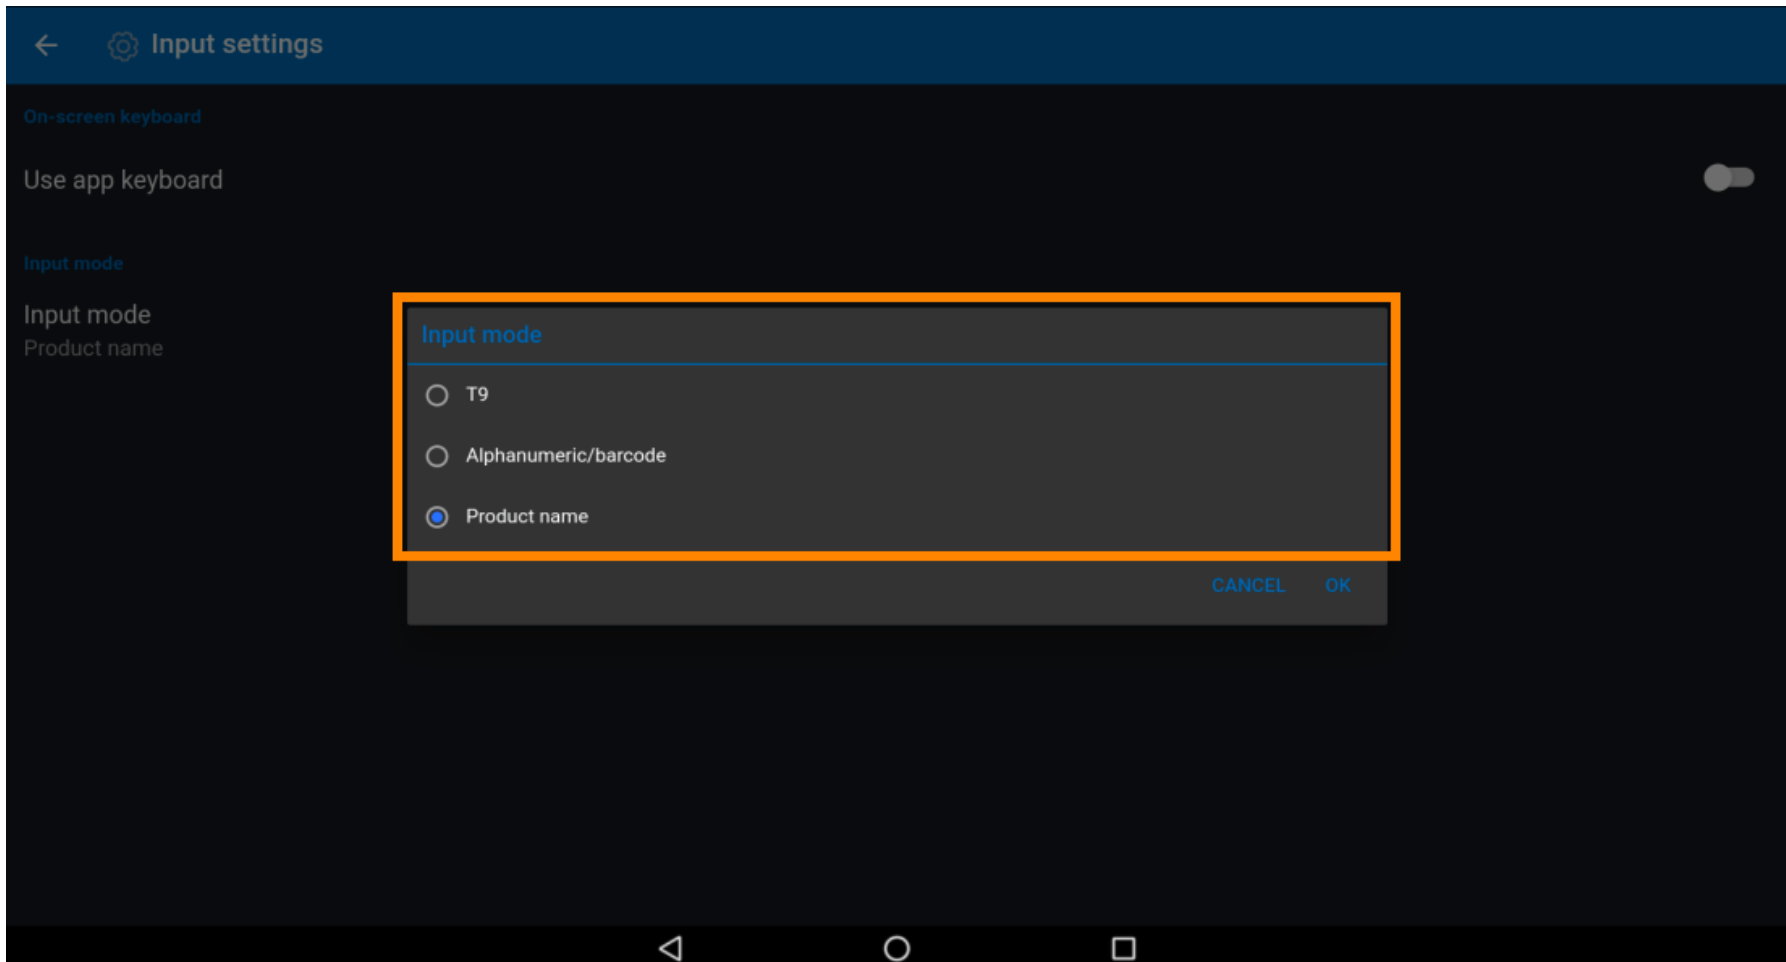 Input settings
On-screen keyboard
Use app keyboard
Input mode
Input mode
Product name
Input mode
T9
Alphanumeric/barcode
Product name
CANCEL OK